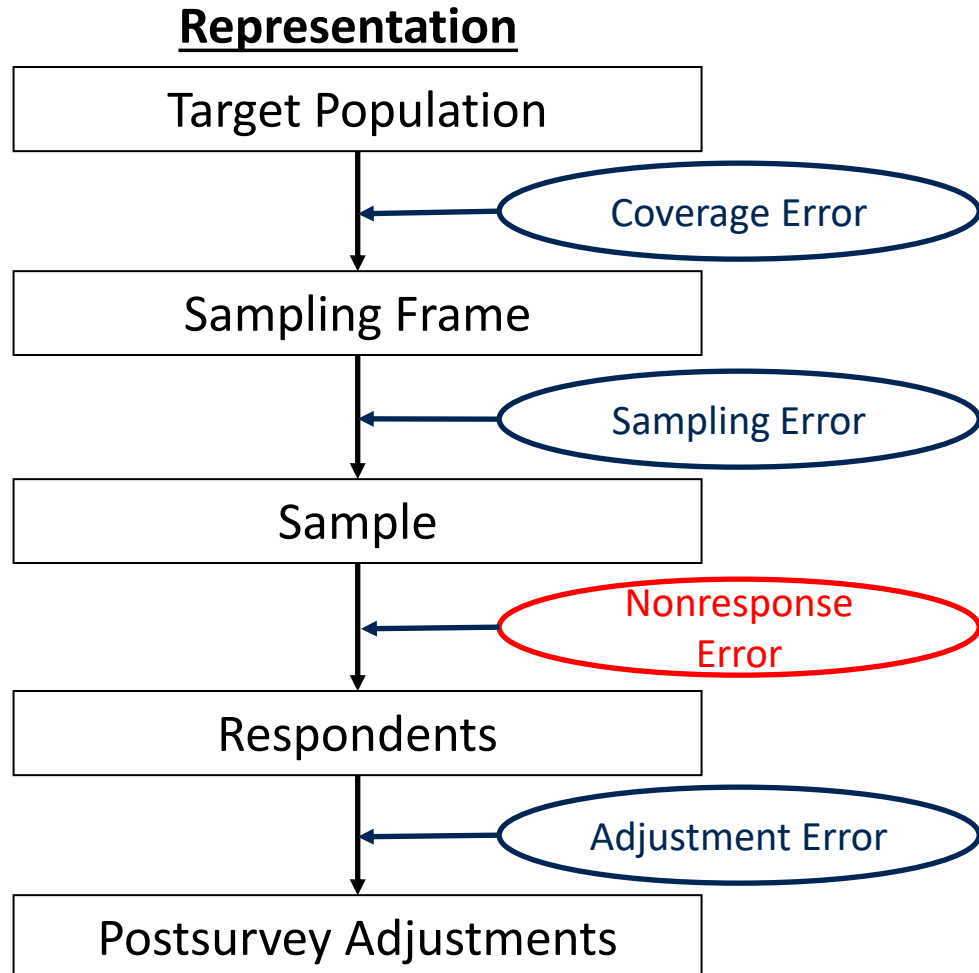 Representation
Target Population
Coverage Error
Sampling Frame
Sampling Error
Sample
Nonresponse
Error
Respondents
Adjustment Error
Postsurvey Adjustments